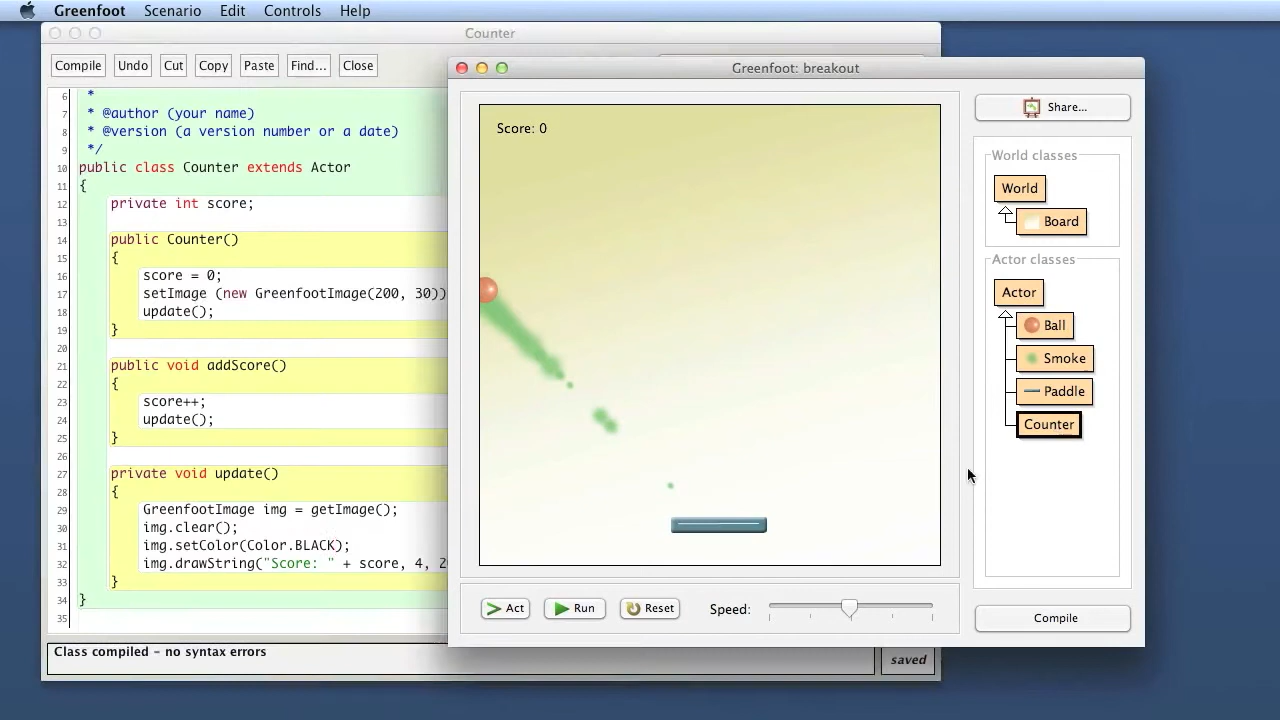 Greenfoot Scenario Edit Controls Help
Counter
Compile Undo Cut Copy Paste Find... Close
6 *
7 * @author (your name)
8 * @version (a version number or a date)
9 */
10 public class Counter extends Actor
11 {
12 private int score;
13
14 public Counter()
15 {
16 score = 0;
17 setImage (new GreenfootImage(200, 30))
18 update();
19 }
20
21 public void addScore()
22 {
23 score++;
24 update();
25 }
26
27 private void update()
28 {
29 GreenfootImage img = getImage();
30 img.clear();
31 img.setColor(Color.BLACK);
32 img.drawString("Score: " + score, 4, 2
33 }
34 }
35
Class compiled - no syntax errors
saved
Greenfoot: breakout
Score: 0
Share...
World classes
World
Board
Actor classes
Actor
Ball
Smoke
Paddle
Counter
Act Run Reset Speed:
Compile